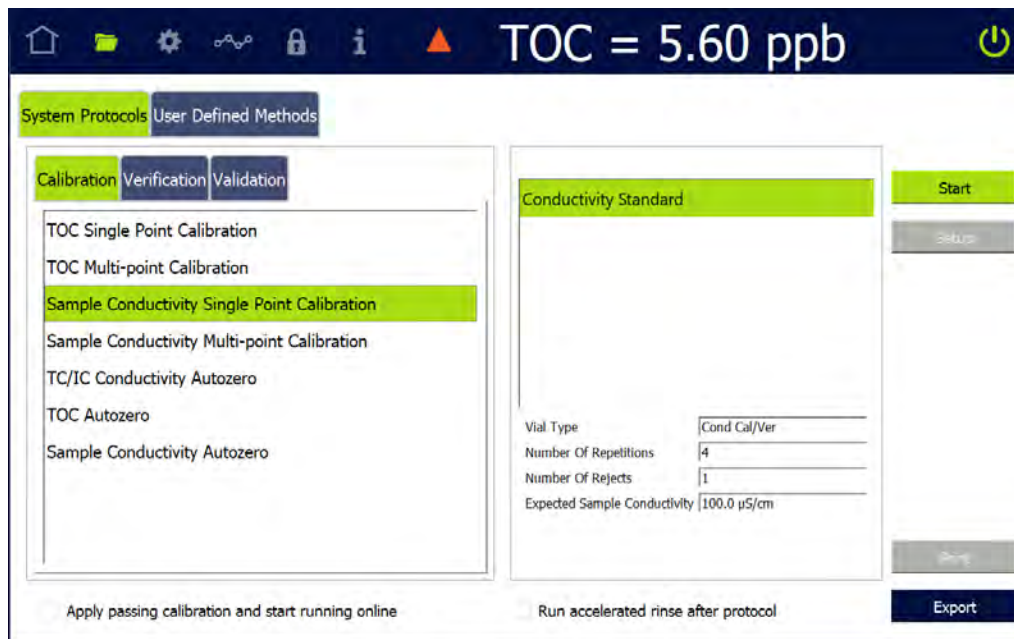 TOC = 5.60 ppb
System Protocols User Defined Methods
Calibration Verification Validation
TOC Single Point Calibration
TOC Multi-point Calibration
Sample Conductivity Single Point Calibration
Sample Conductivity Multi-point Calibration
TC/IC Conductivity Autozero
TOC Autozero
Sample Conductivity Autozero
Conductivity Standard
Vial Type Cond Cal/Ver
Number Of Repetitions 4
Number Of Rejects 1
Expected Sample Conductivity 100.0 µS/cm
Start
Export
Apply passing calibration and start running online
Run accelerated rinse after protocol